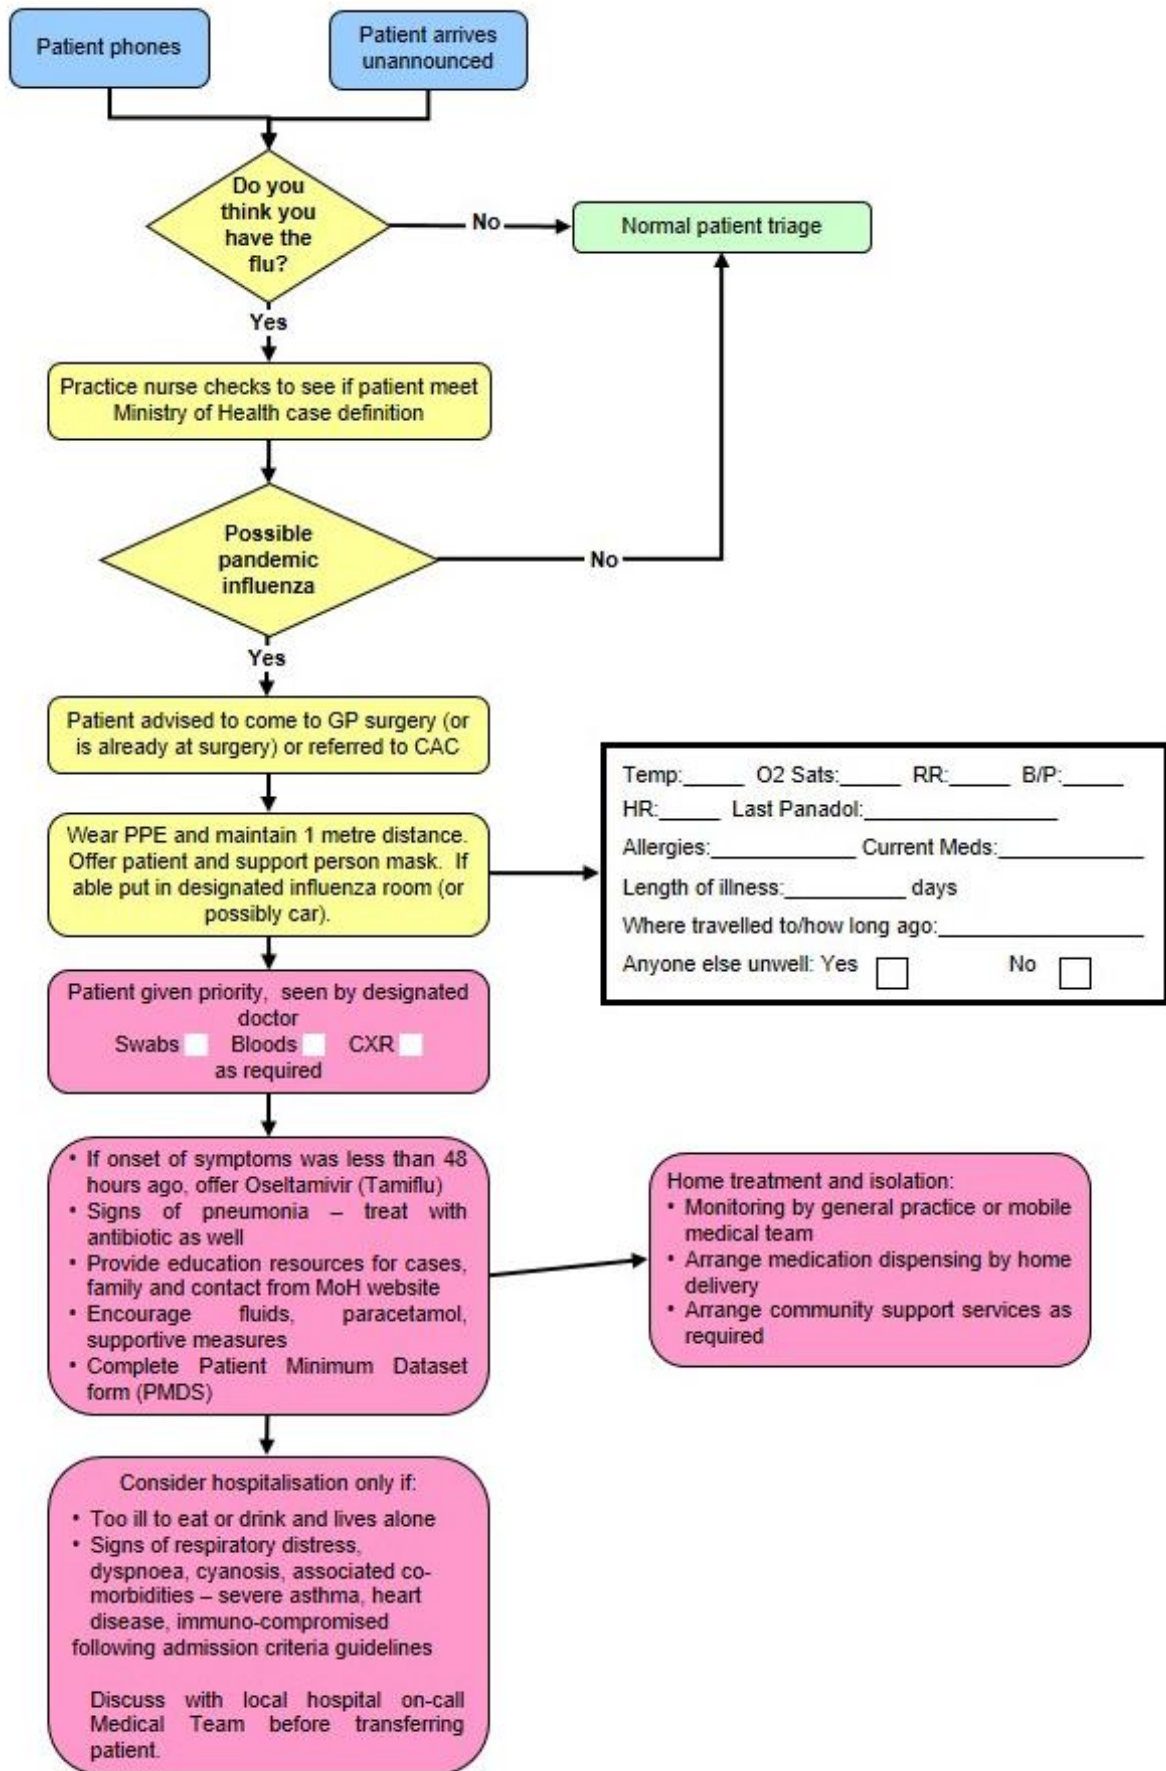 Patient phones
Patient arrives
unannounced
Do you
think you
have the
flu?
No
Normal patient triage
Yes
Practice nurse checks to see if patient meet
Ministry of Health case definition
Possible
pandemic
influenza
No
Yes
Patient advised to come to GP surgery (or
is already at surgery) or referred to CAC
Wear PPE and maintain 1 metre distance.
Offer patient and support person mask. If
able put in designated influenza room (or
possibly car).
Temp:_____ O2 Sats:_____ RR:_____ B/P:_____
HR:_____ Last Panadol:________________
Allergies:____________ Current Meds:____________
Length of illness:__________ days
Where travelled to/how long ago:_________________
Anyone else unwell: Yes No
Patient given priority, seen by designated
doctor
Swabs Bloods CXR
as required
• If onset of symptoms was less than 48
hours ago, offer Oseltamivir (Tamiflu)
• Signs of pneumonia – treat with
antibiotic as well
• Provide education resources for cases,
family and contact from MoH website
• Encourage fluids, paracetamol,
supportive measures
• Complete Patient Minimum Dataset
form (PMDS)
Home treatment and isolation:
• Monitoring by general practice or mobile
medical team
• Arrange medication dispensing by home
delivery
• Arrange community support services as
required
Consider hospitalisation only if:
• Too ill to eat or drink and lives alone
• Signs of respiratory distress,
dyspnoea, cyanosis, associated co-
morbidities – severe asthma, heart
disease, immuno-compromised
following admission criteria guidelines
Discuss with local hospital on-call
Medical Team before transferring
patient.